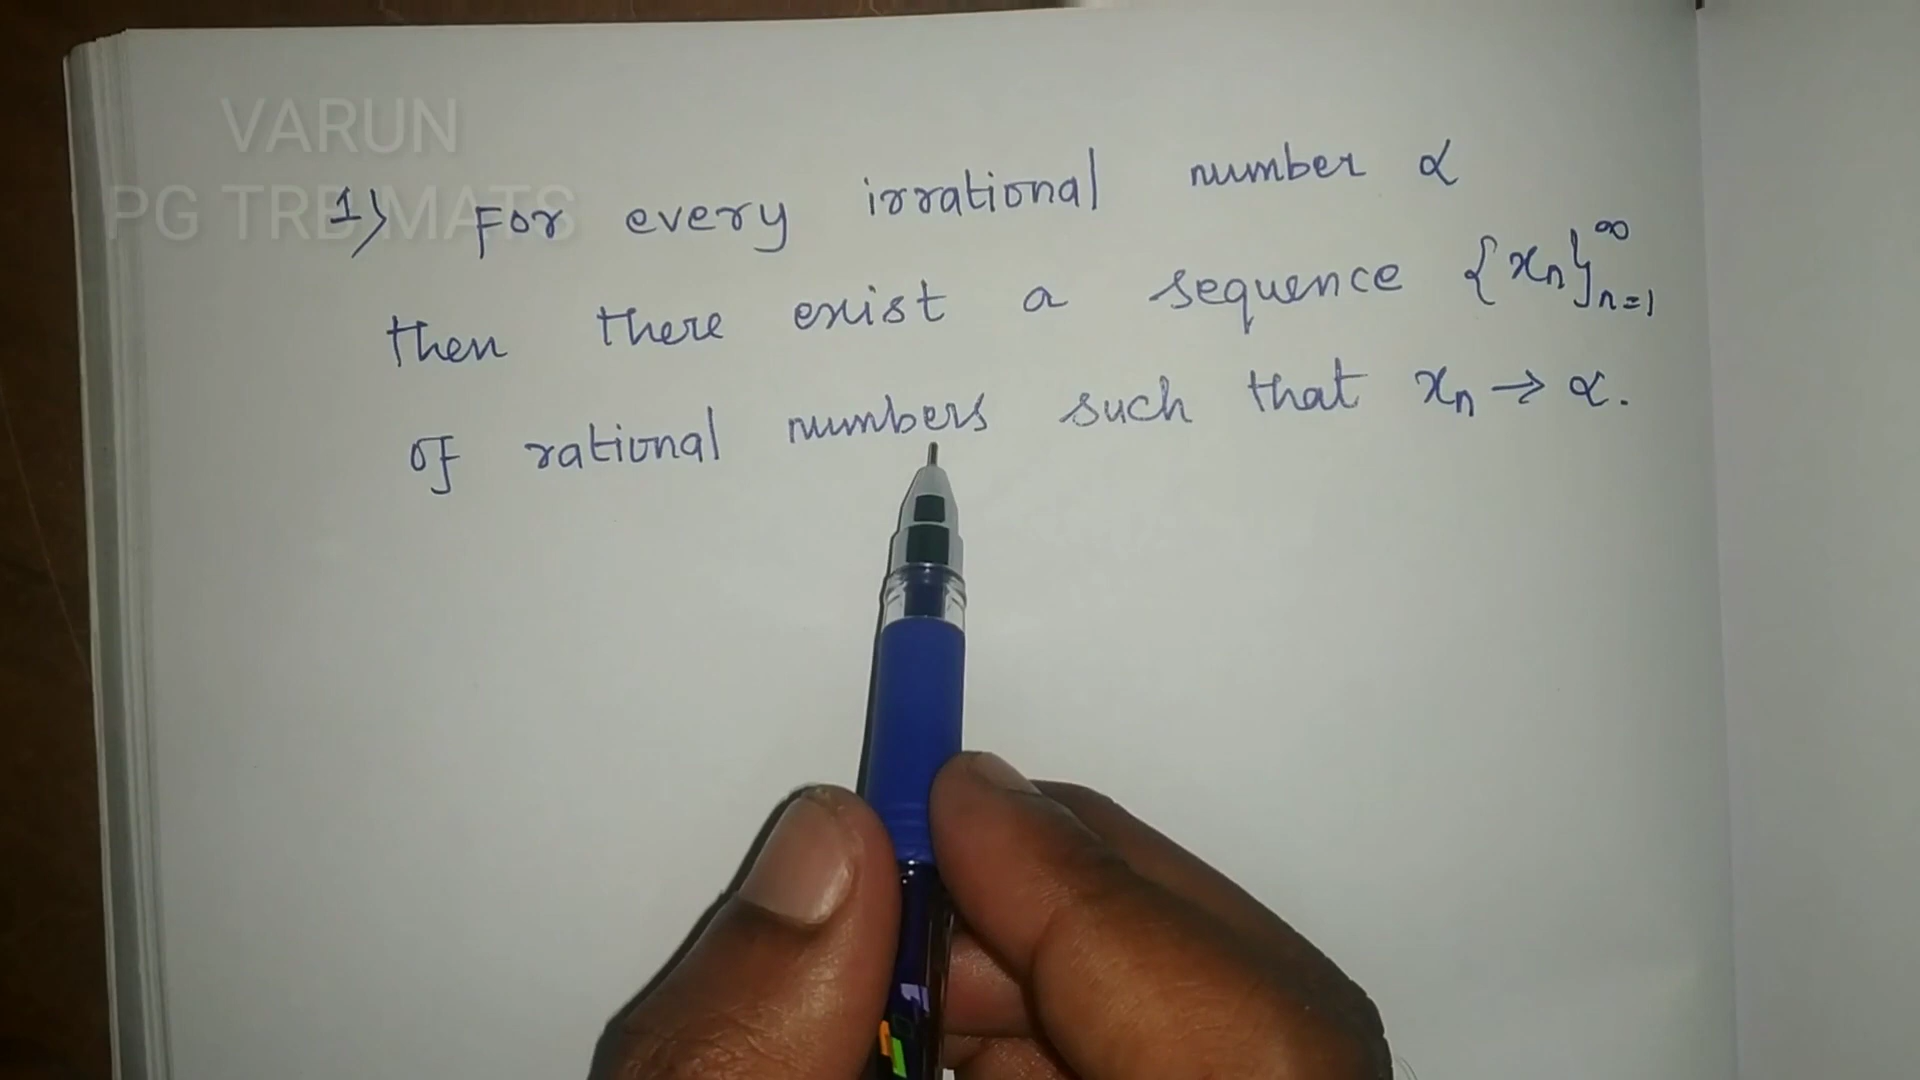 VARUN
PG TRB MATS
1) For every irrational number α
then there exist a sequence {xn}∞n=1
of rational numbers such that xn → α.